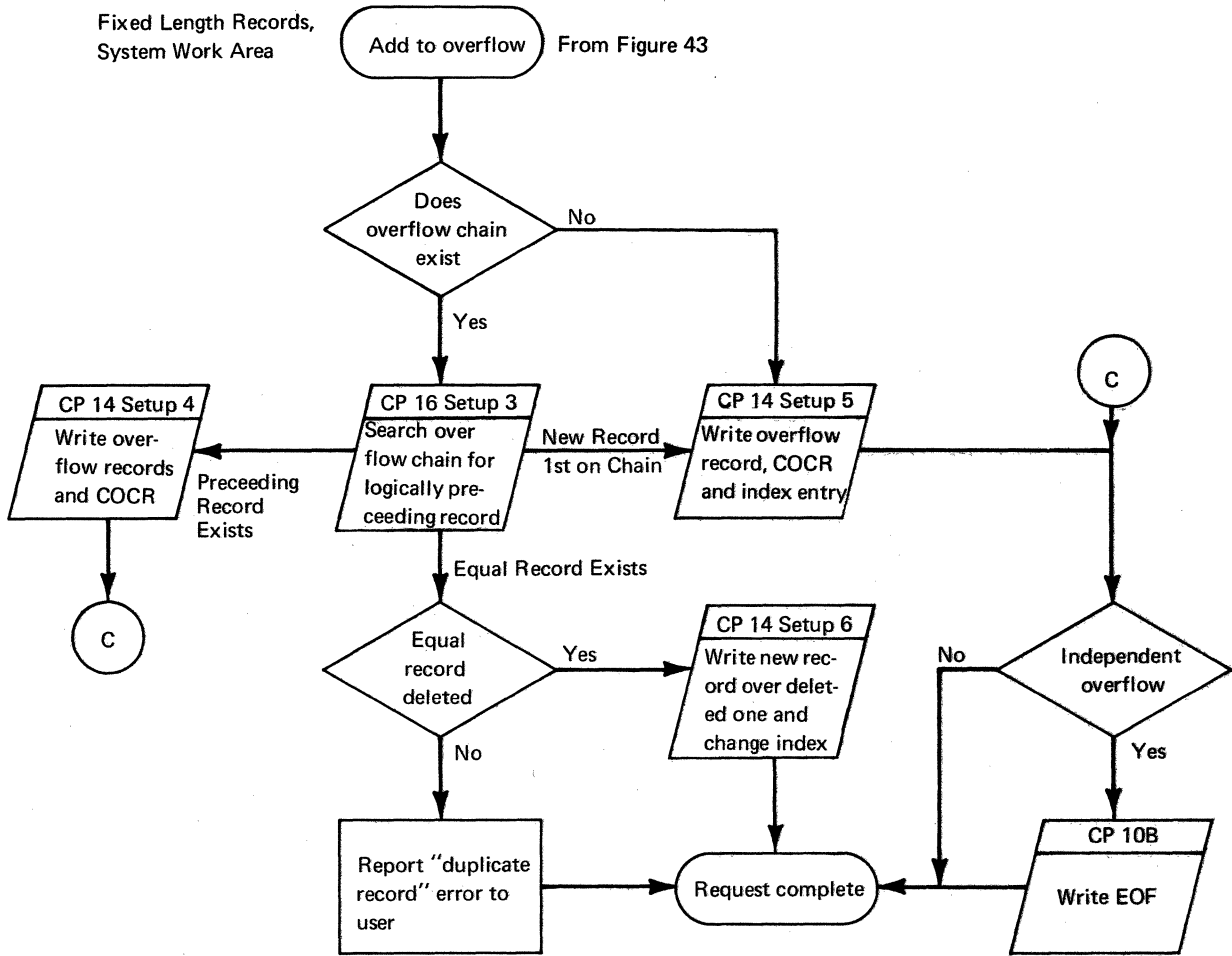 Fixed Length Records,
System Work Area
Add to overflow
From Figure 43
Does
overflow chain
exist
No
Yes
C
CP 14 Setup 4
Write over-
flow records
and COCR
Preceeding
Record
Exists
C
CP 16 Setup 3
Search over
flow chain for
logically pre-
ceeding record
New Record
1st on Chain
CP 14 Setup 5
Write overflow
record, COCR
and index entry
Equal Record Exists
Equal
record
deleted
Yes
No
CP 14 Setup 6
Write new rec-
ord over delet-
ed one and
change index
Independent
overflow
No
Yes
Report "duplicate
record" error to
user
Request complete
CP 10B
Write EOF